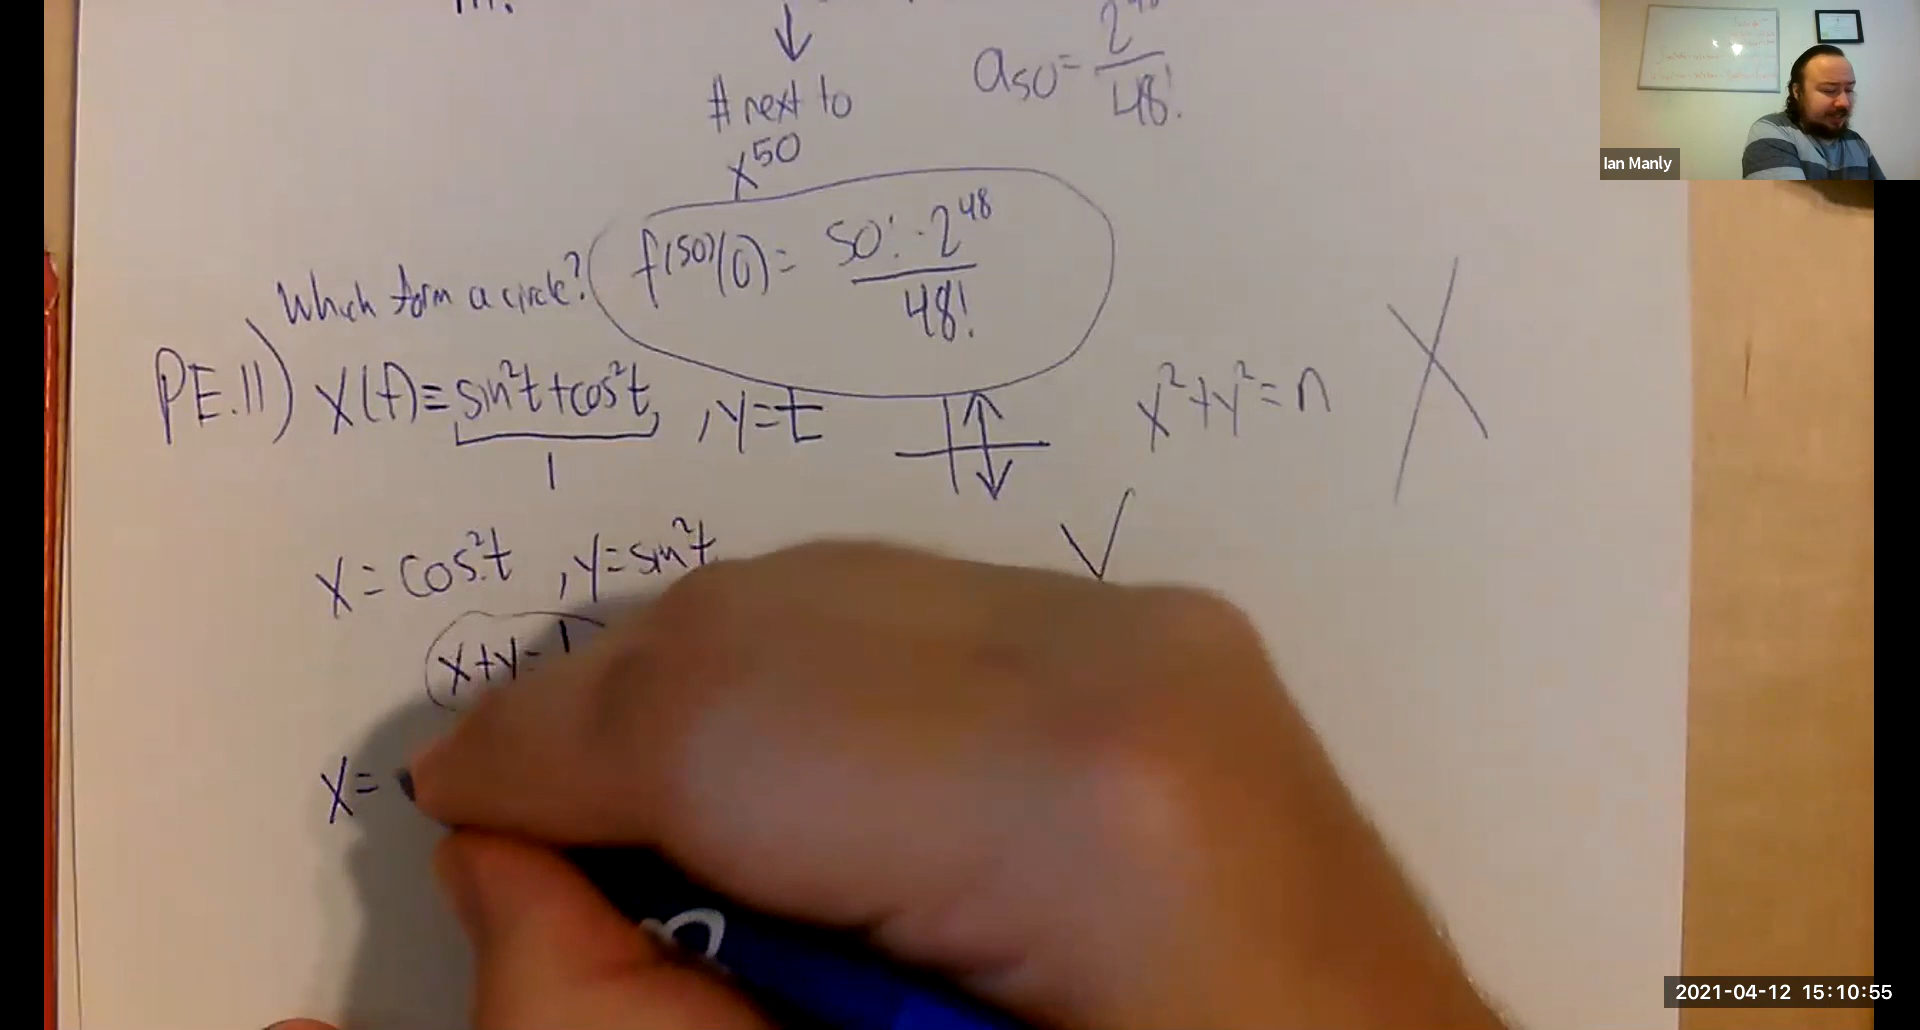 m.
# next to
x^50
a_50 = 2^48/48!
Ian Manly
Which form a circle?
f^(50)(0) = 50! · 2^48/48!
PE.11) x(t) = sin²t + cos²t, y = t
1
x² + y² = n
x = cos²t, y = sin²t
x + y = 1
x =
2021-04-12 15:10:55